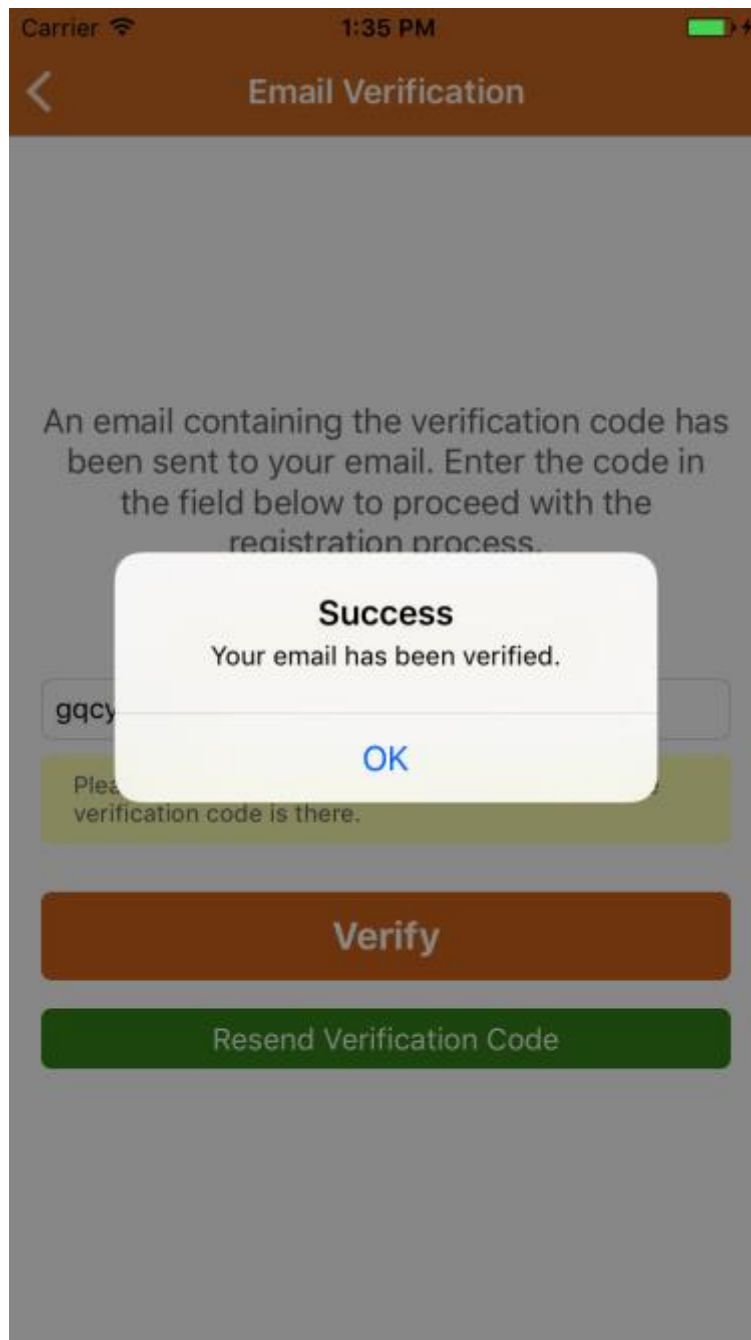 Carrier
1:35 PM
Email Verification
An email containing the verification code has
been sent to your email. Enter the code in
the field below to proceed with the
registration process.
Success
Your email has been verified.
gqcy
OK
verification code is there.
Verify
Resend Verification Code